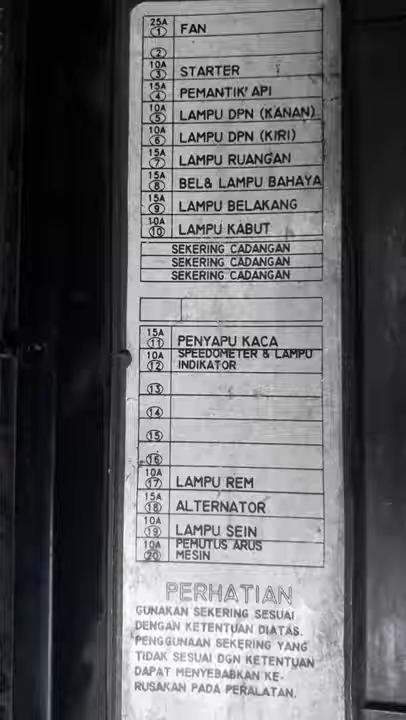 25A
① FAN
②
10A
③ STARTER
15A
④ PEMANTIK API
10A
⑤ LAMPU DPN (KANAN)
10A
⑥ LAMPU DPN (KIRI)
15A
⑦ LAMPU RUANGAN
15A
⑧ BEL& LAMPU BAHAYA
15A
⑨ LAMPU BELAKANG
10A
⑩ LAMPU KABUT
SEKERING CADANGAN
SEKERING CADANGAN
SEKERING CADANGAN
15A
⑪ PENYAPU KACA
10A SPEEDOMETER & LAMPU
⑫ INDIKATOR
⑬
⑭
⑮
⑯
10A
⑰ LAMPU REM
15A
⑱ ALTERNATOR
10A
⑲ LAMPU SEIN
10A PEMUTUS ARUS
⑳ MESIN
PERHATIAN
GUNAKAN SEKERING SESUAI
DENGAN KETENTUAN DIATAS.
PENGGUNAAN SEKERING YANG
TIDAK SESUAI DGN KETENTUAN
DAPAT MENYEBABKAN KE-
RUSAKAN PADA PERALATAN.